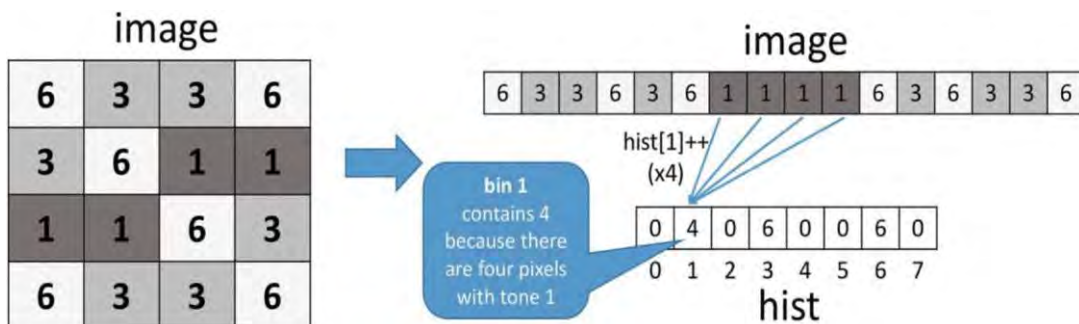 image
6 3 3 6
3 6 1 1
1 1 6 3
6 3 3 6
image
6 3 3 6 3 6 1 1 1 1 6 3 6 3 3 6
hist[1]++
(x4)
bin 1
contains 4
because there
are four pixels
with tone 1
0 4 0 6 0 0 6 0
0 1 2 3 4 5 6 7
hist